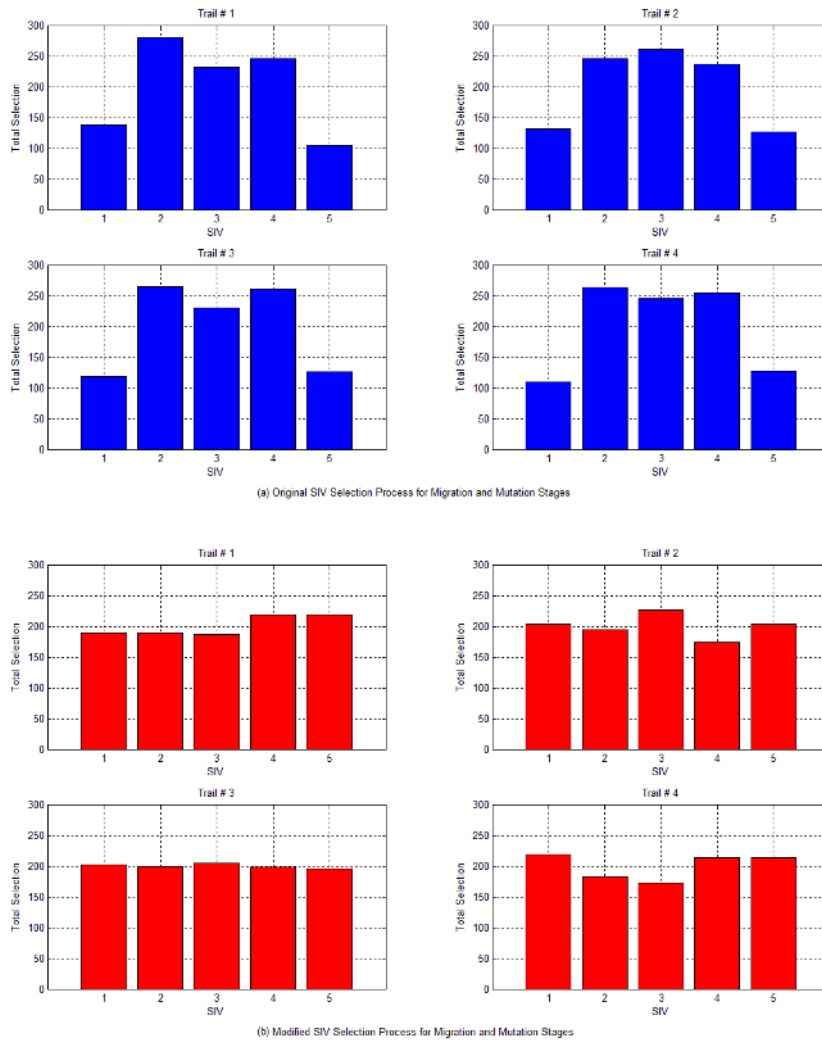 Trail # 1
300
250
200
150
100
50
0
Total Selection
1 2 3 4 5
SIV
Trail # 2
300
250
200
150
100
50
0
Total Selection
1 2 3 4 5
SIV
Trail # 3
300
250
200
150
100
50
0
Total Selection
1 2 3 4 5
SIV
Trail # 4
300
250
200
150
100
50
0
Total Selection
1 2 3 4 5
SIV
(a) Original SIV Selection Process for Migration and Mutation Stages
Trail # 1
300
250
200
150
100
50
0
Total Selection
1 2 3 4 5
SIV
Trail # 2
300
250
200
150
100
50
0
Total Selection
1 2 3 4 5
SIV
Trail # 3
300
250
200
150
100
50
0
Total Selection
1 2 3 4 5
SIV
Trail # 4
300
250
200
150
100
50
0
Total Selection
1 2 3 4 5
SIV
(b) Modified SIV Selection Process for Migration and Mutation Stages